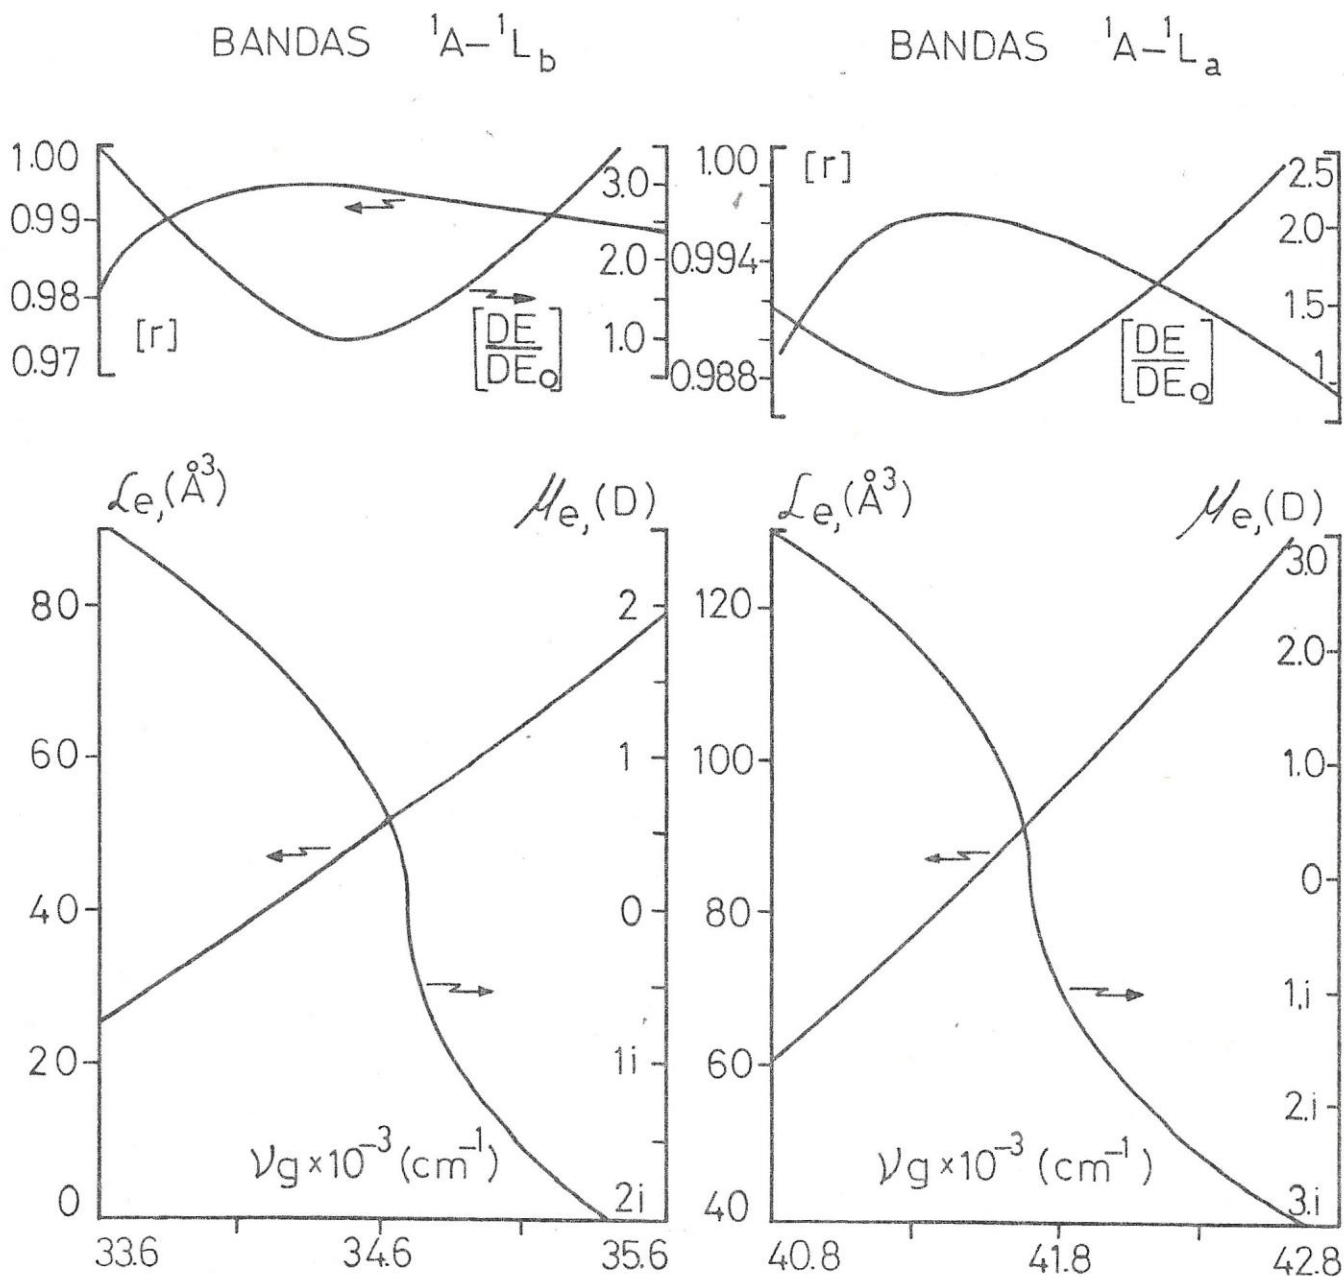 BANDAS ¹A-¹L_b
BANDAS ¹A-¹L_a
1.00
0.99
0.98
0.97
[r]
3.0
2.0
1.0
[DE/DE₀]
1.00
0.994
0.988
[r]
2.5
2.0
1.5
1
[DE/DE₀]
αe,(Å³)
μe,(D)
80
60
40
20
0
2
1
0
1i
2i
νg×10⁻³(cm⁻¹)
33.6 34.6 35.6
αe,(Å³)
μe,(D)
120
100
80
60
40
3.0
2.0
1.0
0
1,i
2.i
3.i
νg×10⁻³(cm⁻¹)
40.8 41.8 42.8